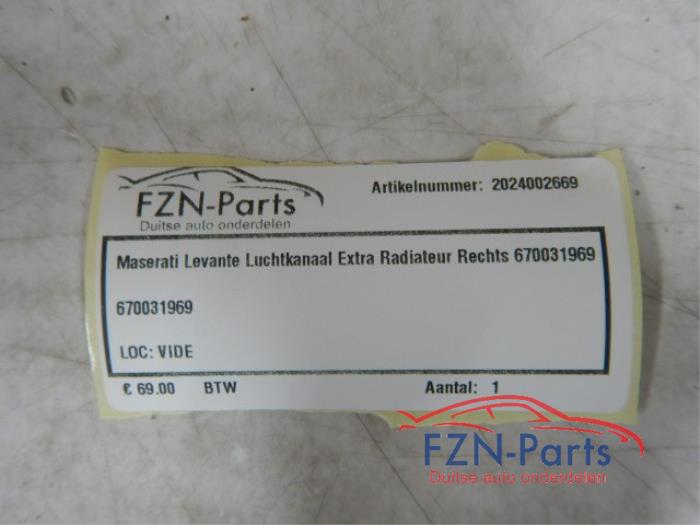 FZN-Parts
Duitse auto onderdelen
Artikelnummer: 2024002669
Maserati Levante Luchtkanaal Extra Radiateur Rechts 670031969
670031969
LOC: VIDE
€ 69.00 BTW Aantal: 1
FZN-Parts
Duitse auto onderdelen